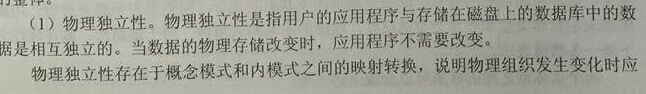 的整体。
（1）物理独立性。物理独立性是指用户的应用程序与存储在磁盘上的数据库中的数
据是相互独立的。当数据的物理存储改变时，应用程序不需要改变。
物理独立性存在于概念模式和内模式之间的映射转换，说明物理组织发生变化时应